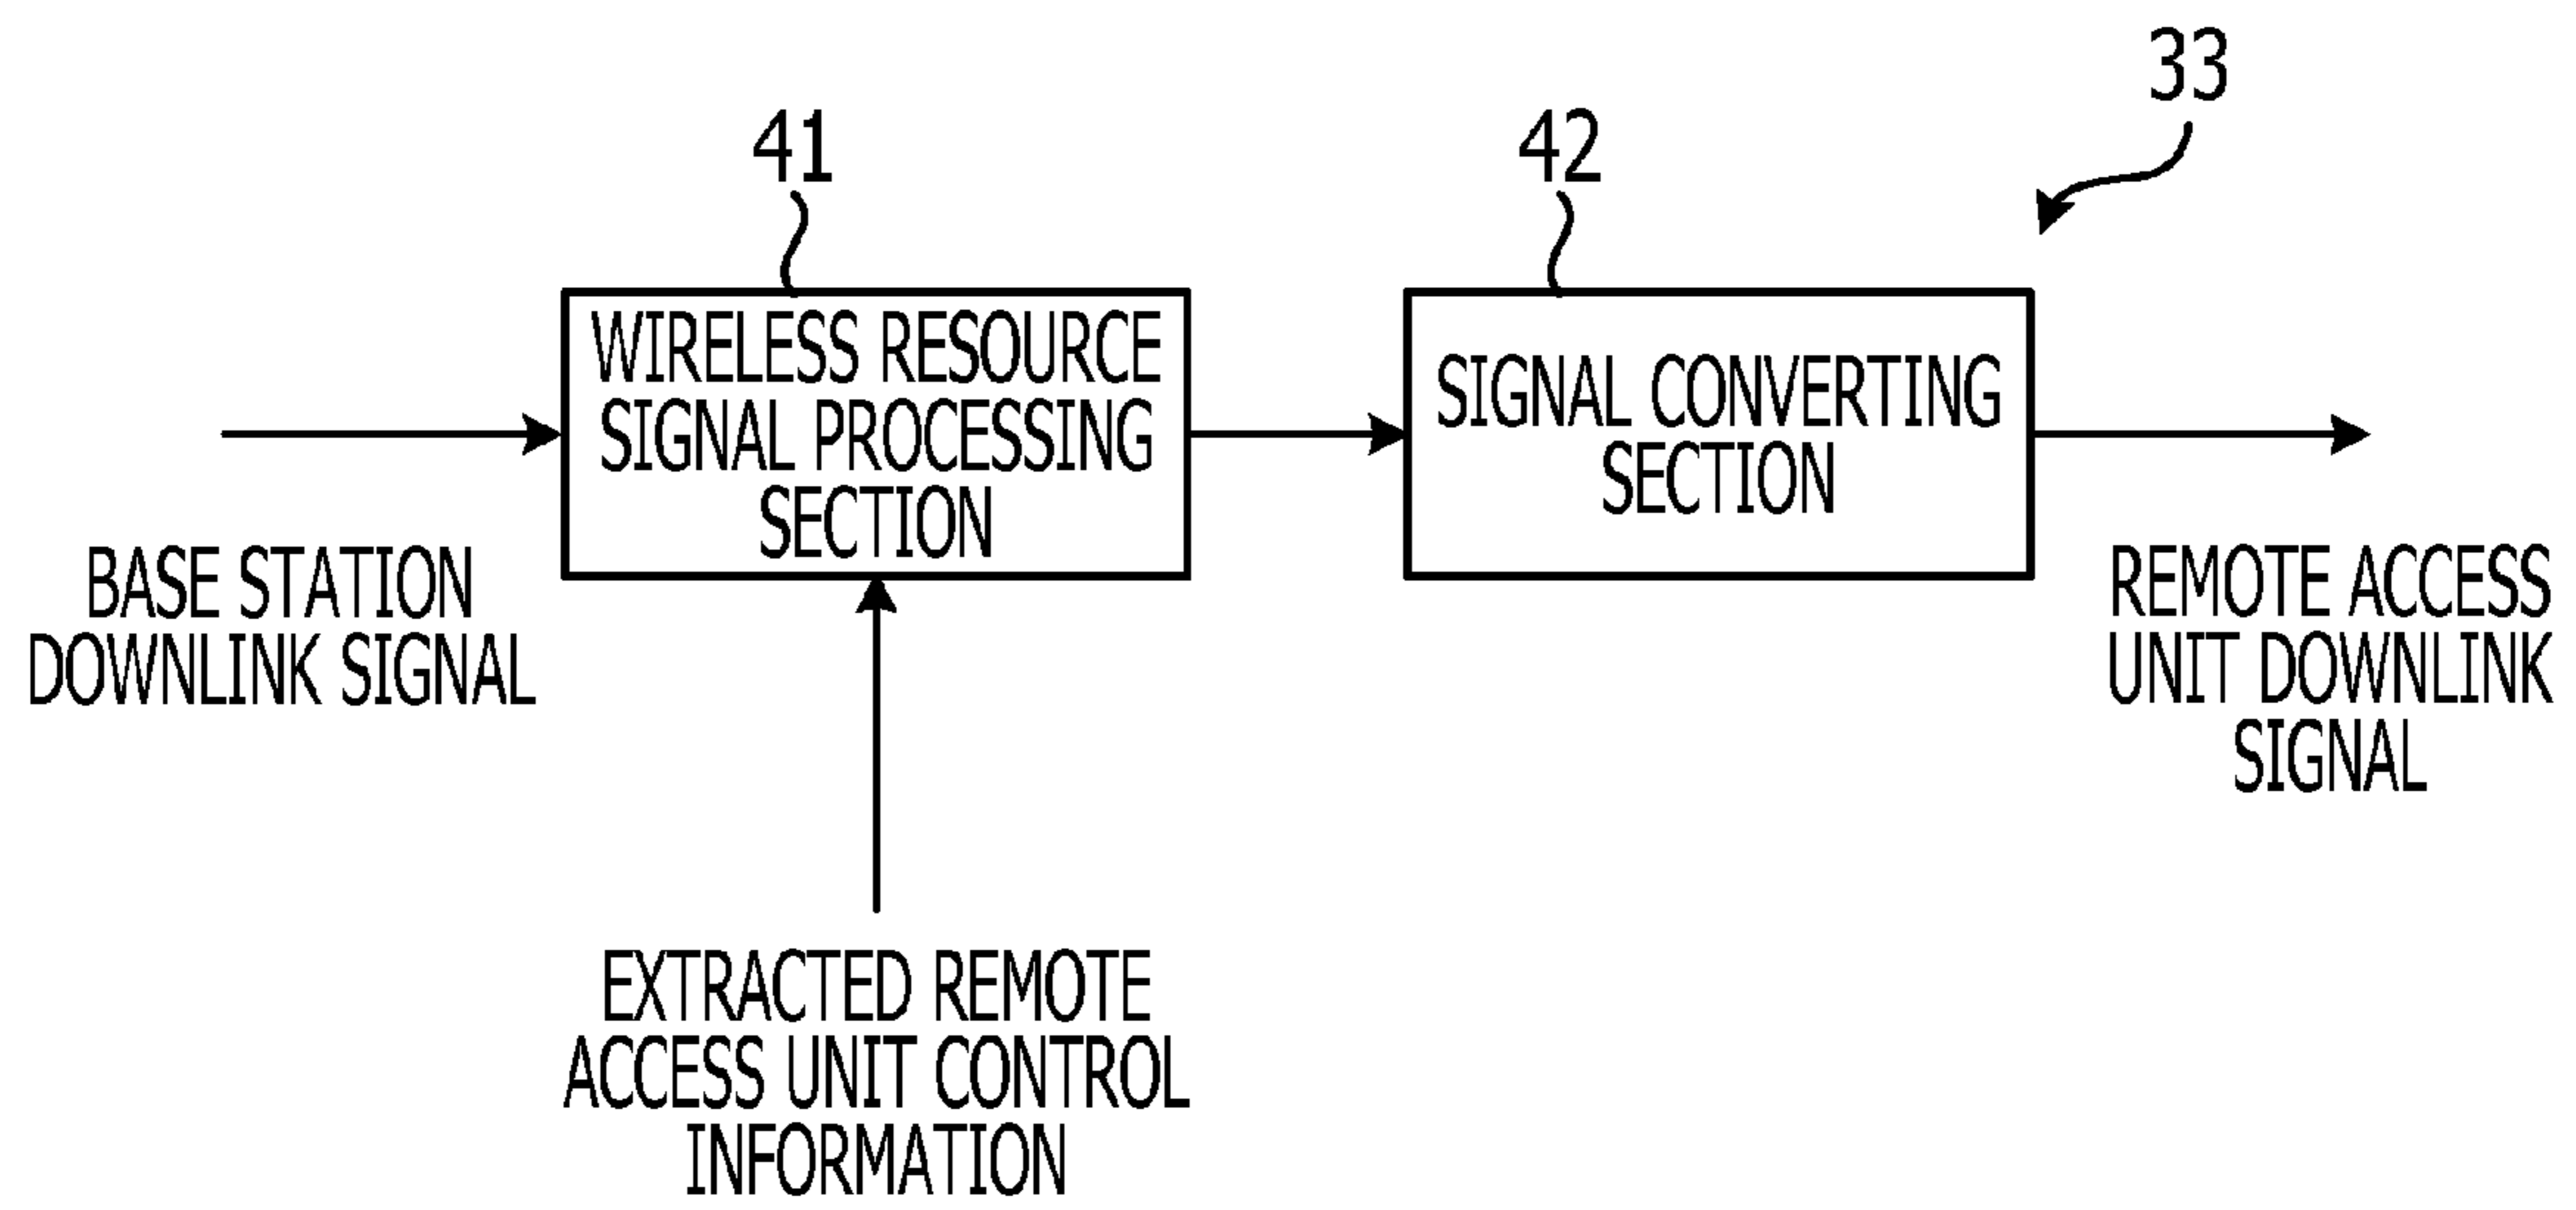 33
41
42
WIRELESS RESOURCE
SIGNAL PROCESSING
SECTION
SIGNAL CONVERTING
SECTION
BASE STATION
DOWNLINK SIGNAL
REMOTE ACCESS
UNIT DOWNLINK
SIGNAL
EXTRACTED REMOTE
ACCESS UNIT CONTROL
INFORMATION